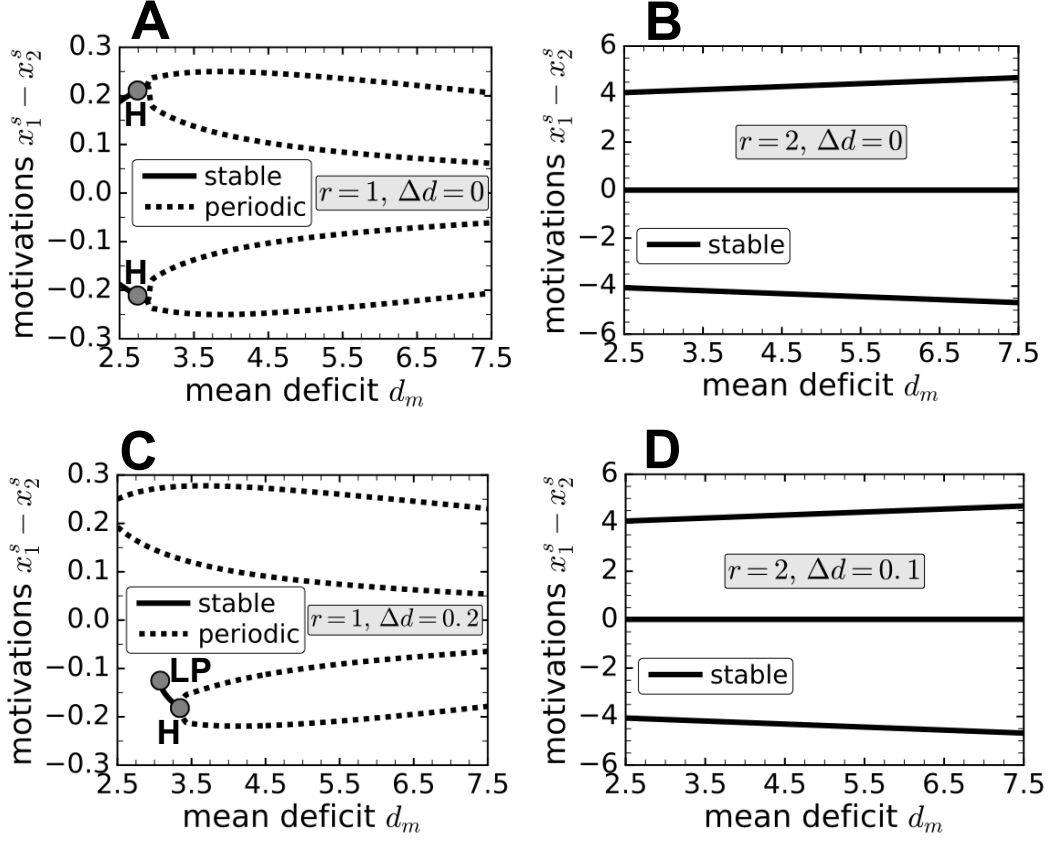 A
0.3
0.2
0.1
0.0
−0.1
−0.2
−0.3
motivations x₁ˢ − x₂ˢ
H
stable
periodic
r = 1, Δd = 0
H
2.5 3.5 4.5 5.5 6.5 7.5
mean deficit dₘ
B
6
4
2
0
−2
−4
−6
motivations x₁ˢ − x₂ˢ
r = 2, Δd = 0
stable
2.5 3.5 4.5 5.5 6.5 7.5
mean deficit dₘ
C
0.3
0.2
0.1
0.0
−0.1
−0.2
−0.3
motivations x₁ˢ − x₂ˢ
stable
periodic
r = 1, Δd = 0.2
LP
H
2.5 3.5 4.5 5.5 6.5 7.5
mean deficit dₘ
D
6
4
2
0
−2
−4
−6
motivations x₁ˢ − x₂ˢ
r = 2, Δd = 0.1
stable
2.5 3.5 4.5 5.5 6.5 7.5
mean deficit dₘ